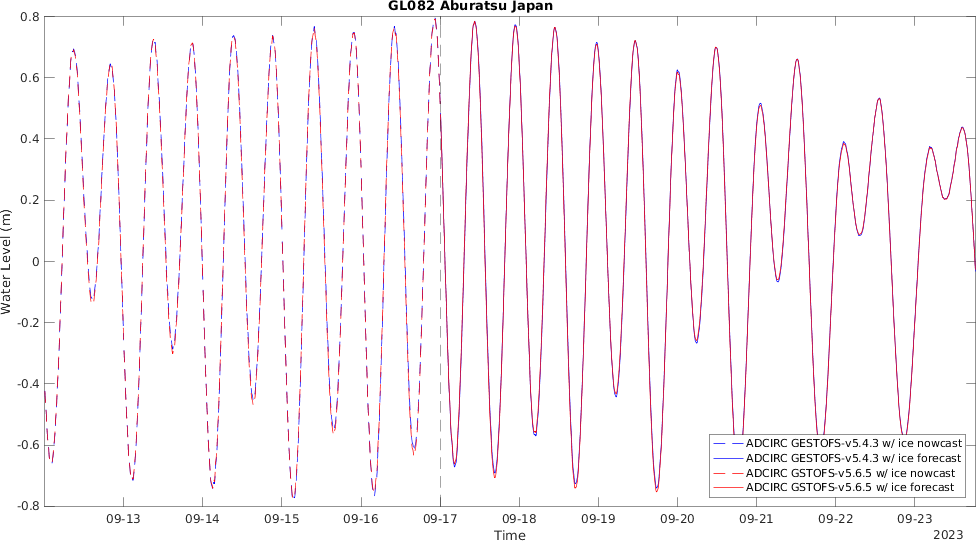 GL082 Aburatsu Japan
0.8
0.6
0.4
0.2
0
-0.2
-0.4
-0.6
-0.8
Water Level (m)
ADCIRC GESTOFS-v5.4.3 w/ ice nowcast
ADCIRC GESTOFS-v5.4.3 w/ ice forecast
ADCIRC GSTOFS-v5.6.5 w/ ice nowcast
ADCIRC GSTOFS-v5.6.5 w/ ice forecast
09-13 09-14 09-15 09-16 09-17 09-18 09-19 09-20 09-21 09-22 09-23
Time
2023